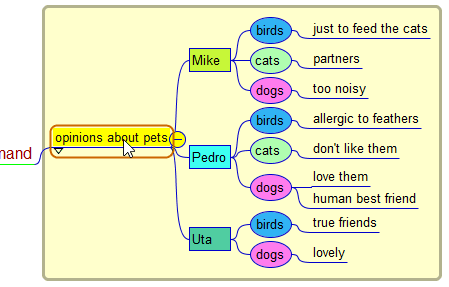 mand
opinions about pets
Mike
birds
just to feed the cats
cats
partners
dogs
too noisy
Pedro
birds
allergic to feathers
cats
don't like them
dogs
love them
human best friend
Uta
birds
true friends
dogs
lovely